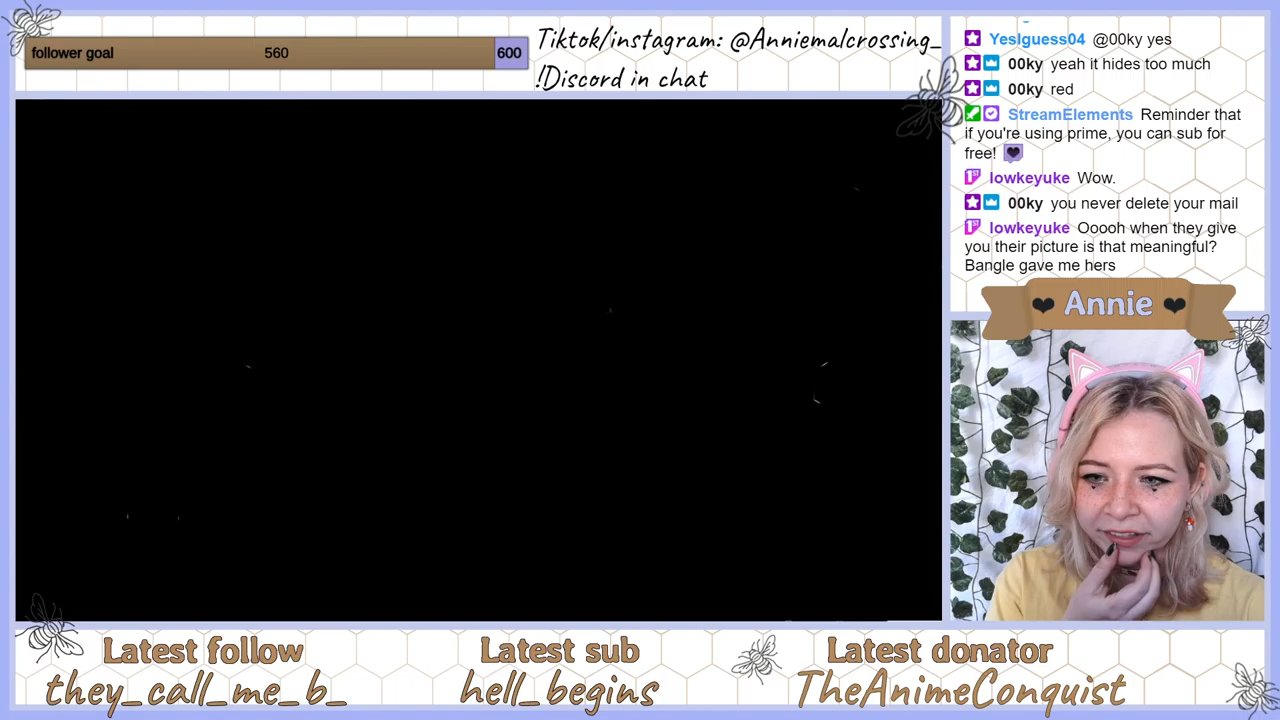 follower goal 560 600
Tiktok/instagram: @Anniemalcrossing_
!Discord in chat
YesIguess04 @00ky yes
00ky yeah it hides too much
00ky red
StreamElements Reminder that
if you're using prime, you can sub for
free!
lowkeyuke Wow.
00ky you never delete your mail
lowkeyuke Ooooh when they give
you their picture is that meaningful?
Bangle gave me hers
Annie
Latest follow
they_call_me_b_
Latest sub
hell_begins
Latest donator
TheAnimeConquist